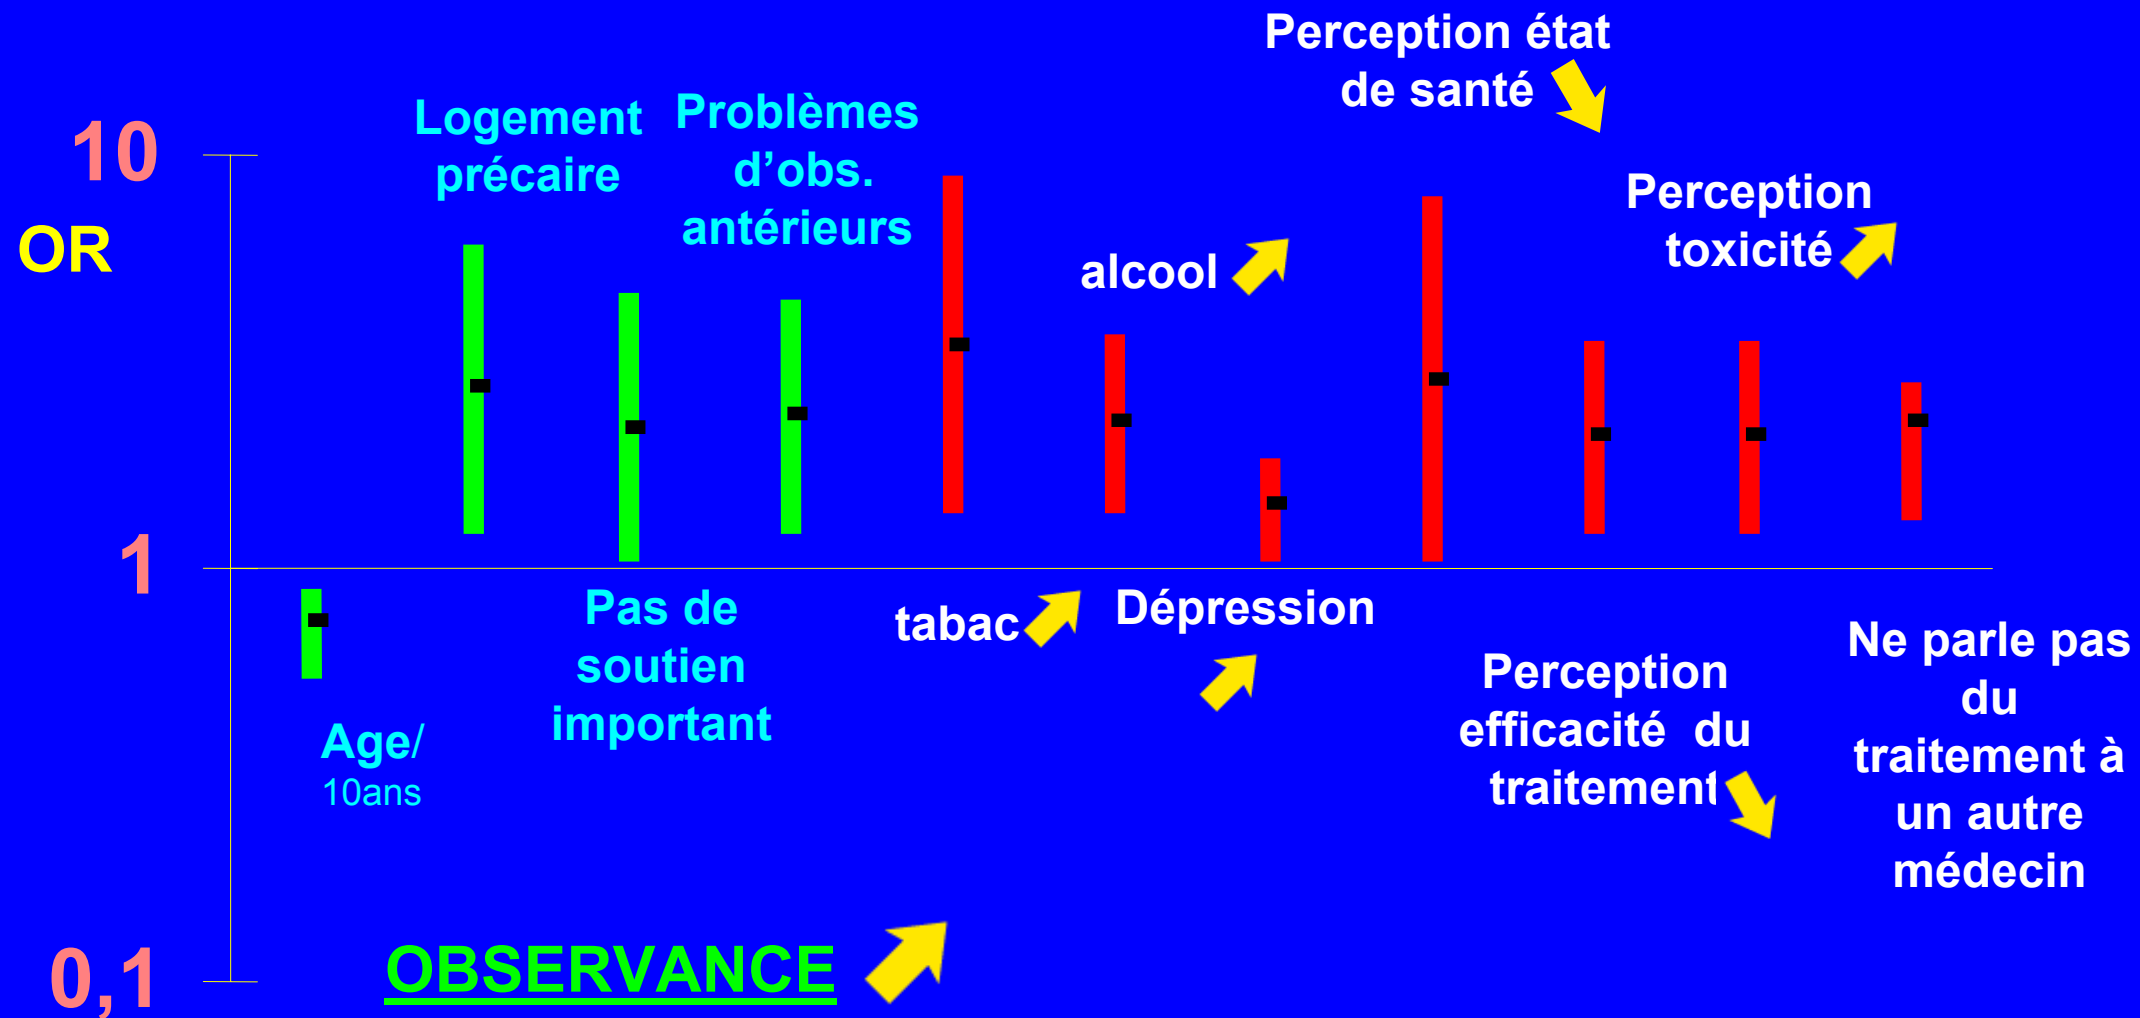 Perception état
de santé
Logement
précaire
Problèmes
d’obs.
antérieurs
10
OR
alcool
Perception
toxicité
1
Pas de
soutien
important
tabac
Dépression
Age/
10ans
Perception
efficacité du
traitement
Ne parle pas
du
traitement à
un autre
médecin
0,1
OBSERVANCE